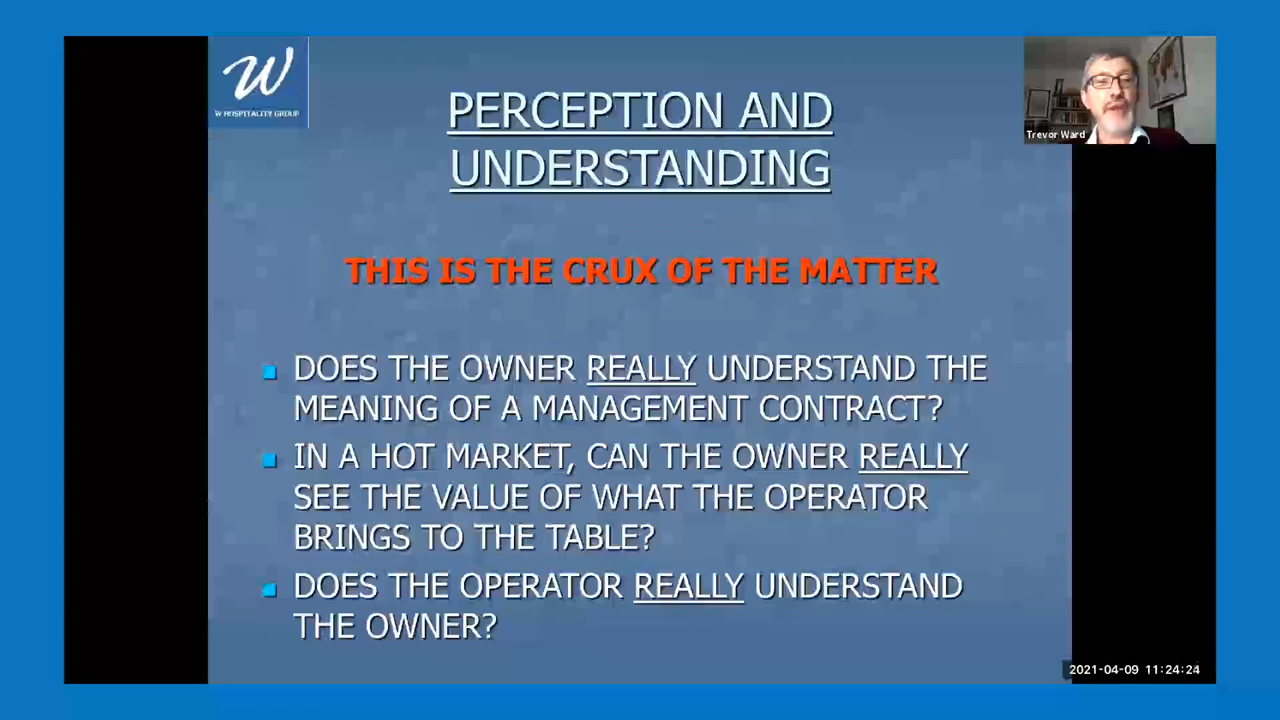 W
W HOSPITALITY GROUP
PERCEPTION AND
UNDERSTANDING
Trevor Ward
THIS IS THE CRUX OF THE MATTER
DOES THE OWNER REALLY UNDERSTAND THE
MEANING OF A MANAGEMENT CONTRACT?
IN A HOT MARKET, CAN THE OWNER REALLY
SEE THE VALUE OF WHAT THE OPERATOR
BRINGS TO THE TABLE?
DOES THE OPERATOR REALLY UNDERSTAND
THE OWNER?
2021-04-09 11:24:24